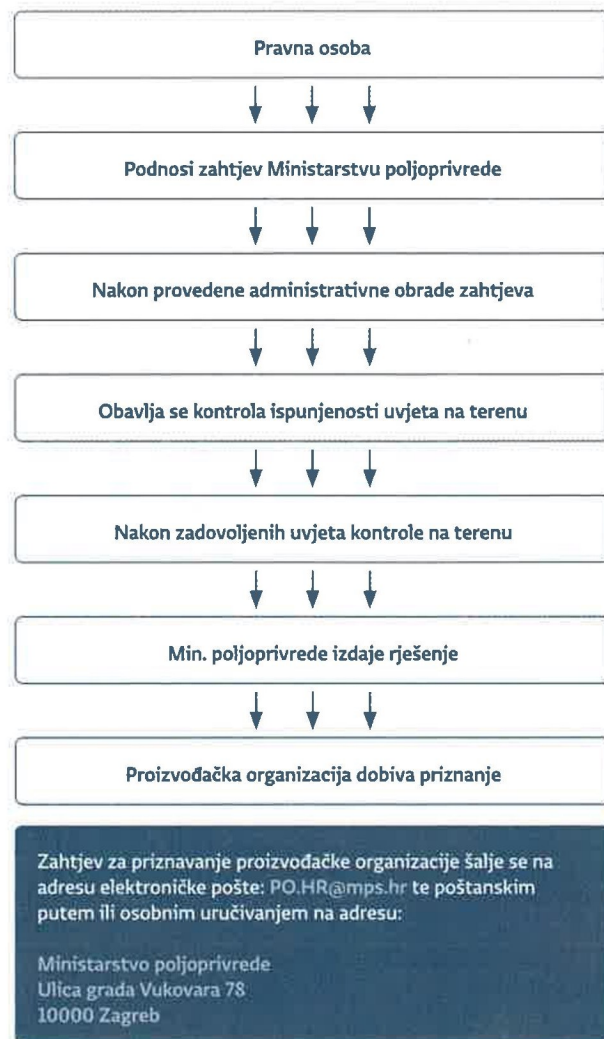 Pravna osoba
Podnosi zahtjev Ministarstvu poljoprivrede
Nakon provedene administrativne obrade zahtjeva
Obavlja se kontrola ispunjenosti uvjeta na terenu
Nakon zadovoljenih uvjeta kontrole na terenu
Min. poljoprivrede izdaje rješenje
Proizvođačka organizacija dobiva priznanje
Zahtjev za priznavanje proizvođačke organizacije šalje se na
adresu elektroničke pošte: PO.HR@mps.hr te poštanskim
putem ili osobnim uručivanjem na adresu:
Ministarstvo poljoprivrede
Ulica grada Vukovara 78
10000 Zagreb